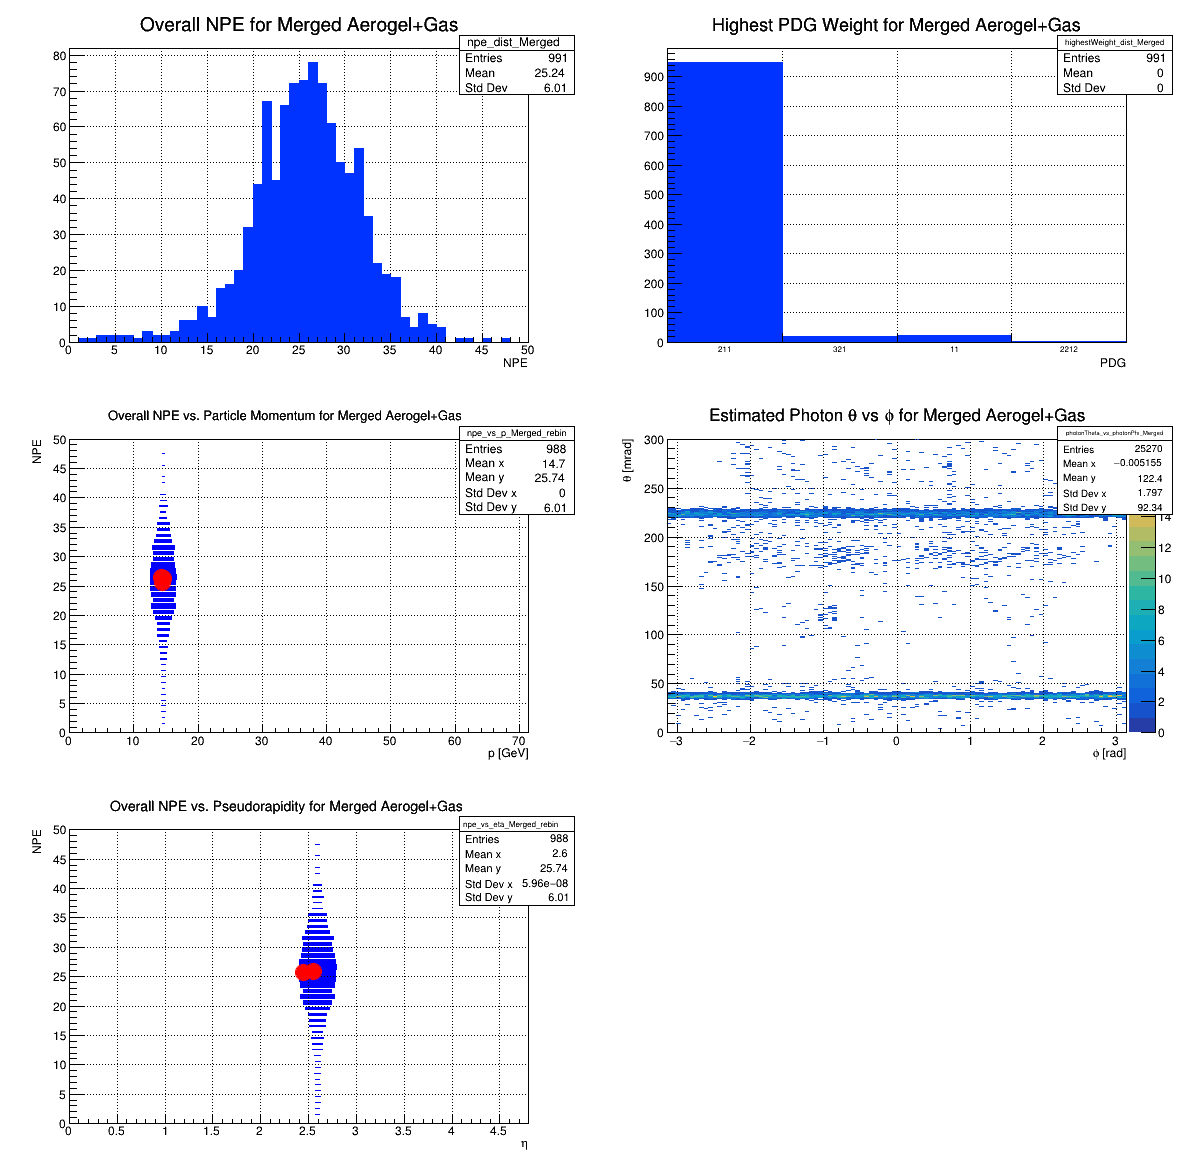 Overall NPE for Merged Aerogel+Gas
npe_dist_Merged
Entries 991
Mean 25.24
Std Dev 6.01
80
70
60
50
40
30
20
10
0
0 5 10 15 20 25 30 35 40 45 50
NPE
Highest PDG Weight for Merged Aerogel+Gas
highestWeight_dist_Merged
Entries 991
Mean 0
Std Dev 0
900
800
700
600
500
400
300
200
100
0
211 321 11 2212
PDG
Overall NPE vs. Particle Momentum for Merged Aerogel+Gas
npe_vs_p_Merged_rebin
Entries 988
Mean x 14.7
Mean y 25.74
Std Dev x 0
Std Dev y 6.01
NPE
50
45
40
35
30
25
20
15
10
5
0
0 10 20 30 40 50 60 70
p [GeV]
Estimated Photon θ vs ϕ for Merged Aerogel+Gas
photonTheta_vs_photonPhi_Merged
Entries 25270
Mean x −0.005155
Mean y 122.4
Std Dev x 1.797
Std Dev y 92.34
θ [mrad]
300
250
200
150
100
50
0
−3 −2 −1 0 1 2 3
ϕ [rad]
14
12
10
8
6
4
2
0
Overall NPE vs. Pseudorapidity for Merged Aerogel+Gas
npe_vs_eta_Merged_rebin
Entries 988
Mean x 2.6
Mean y 25.74
Std Dev x 5.96e−08
Std Dev y 6.01
NPE
50
45
40
35
30
25
20
15
10
5
0
0 0.5 1 1.5 2 2.5 3 3.5 4 4.5
η